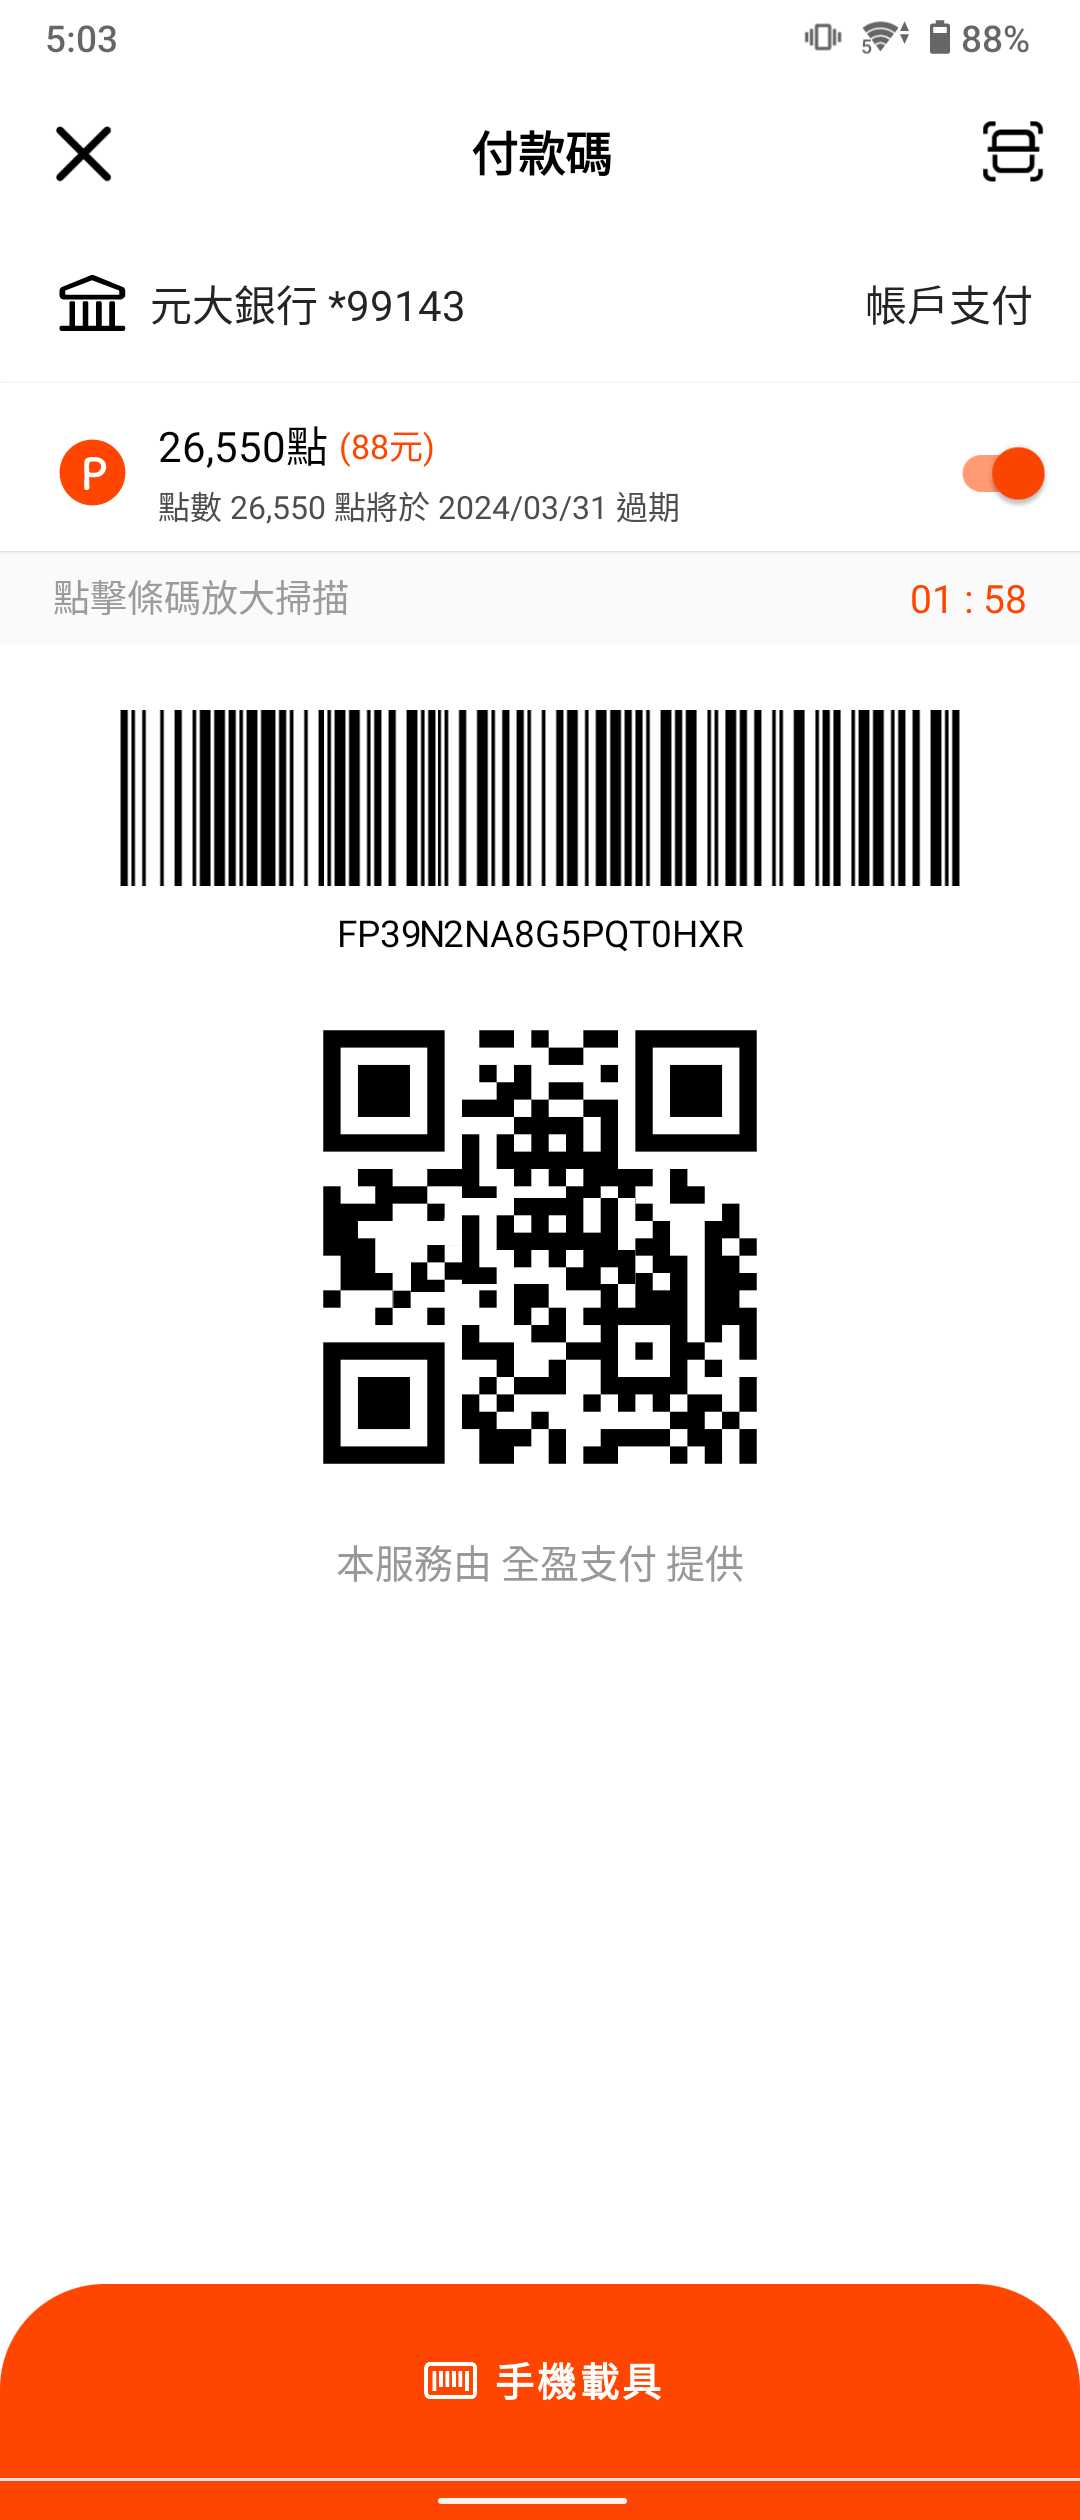 5:03
5
88%
付款碼
元大銀行 *99143
帳戶支付
P
26,550點 (88元)
點數 26,550 點將於 2024/03/31 過期
點擊條碼放大掃描
01 : 58
FP39N2NA8G5PQT0HXR
本服務由 全盈支付 提供
手機載具